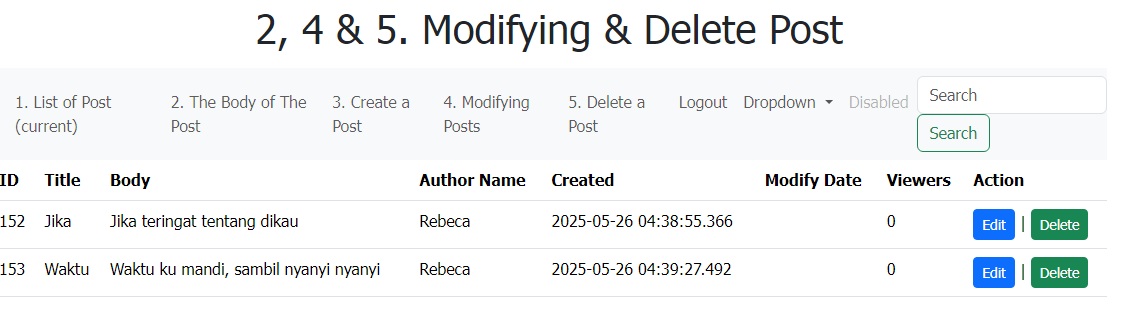 2, 4 & 5. Modifying & Delete Post
1. List of Post (current) 2. The Body of The Post 3. Create a Post 4. Modifying Posts 5. Delete a Post Logout Dropdown Disabled Search
Search
ID Title Body Author Name Created Modify Date Viewers Action
152 Jika Jika teringat tentang dikau Rebeca 2025-05-26 04:38:55.366 0 Edit | Delete
153 Waktu Waktu ku mandi, sambil nyanyi nyanyi Rebeca 2025-05-26 04:39:27.492 0 Edit | Delete